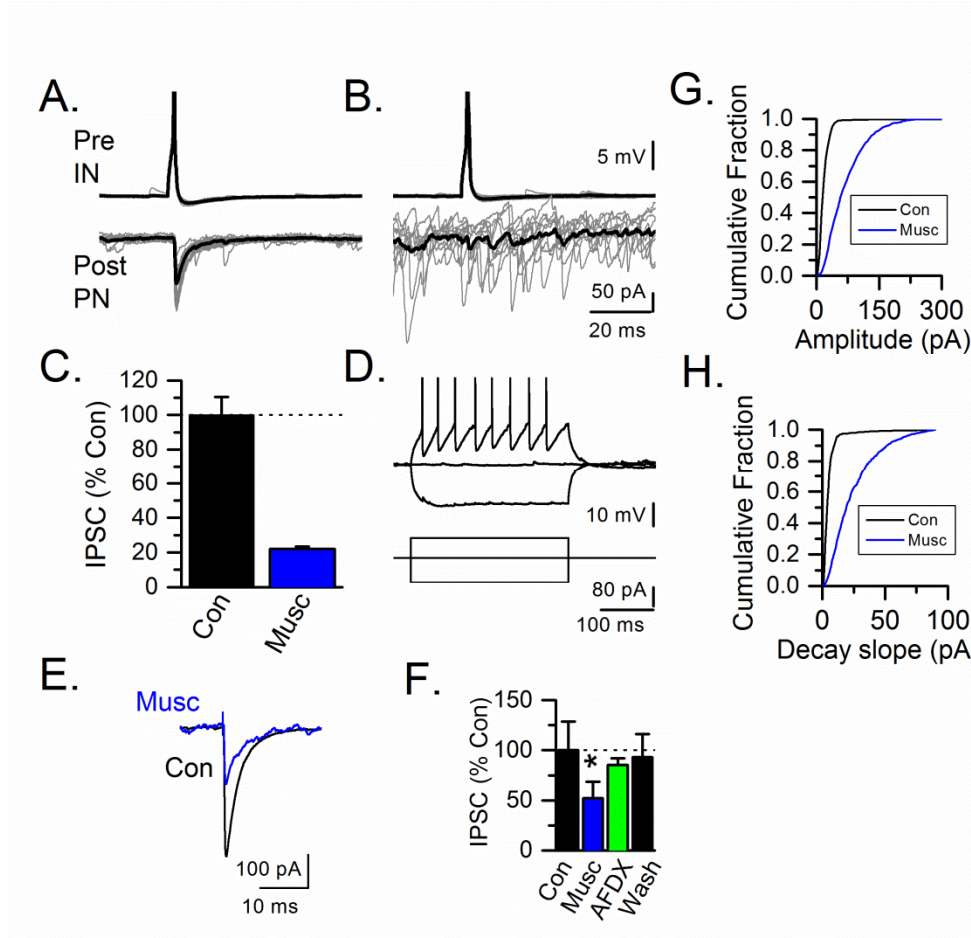 A.
Pre
IN
Post
PN
B.
5 mV
50 pA
20 ms
C.
IPSC (% Con)
120
100
80
60
40
20
0
Con
Musc
D.
10 mV
80 pA
100 ms
E.
Musc
Con
100 pA
10 ms
F.
IPSC (% Con)
150
100
50
0
*
Con
Musc
AFDX
Wash
G.
Cumulative Fraction
1.0
0.8
0.6
0.4
0.2
0.0
Con
Musc
0 150 300
Amplitude (pA)
H.
Cumulative Fraction
1.0
0.8
0.6
0.4
0.2
0.0
Con
Musc
0 50 100
Decay slope (pA